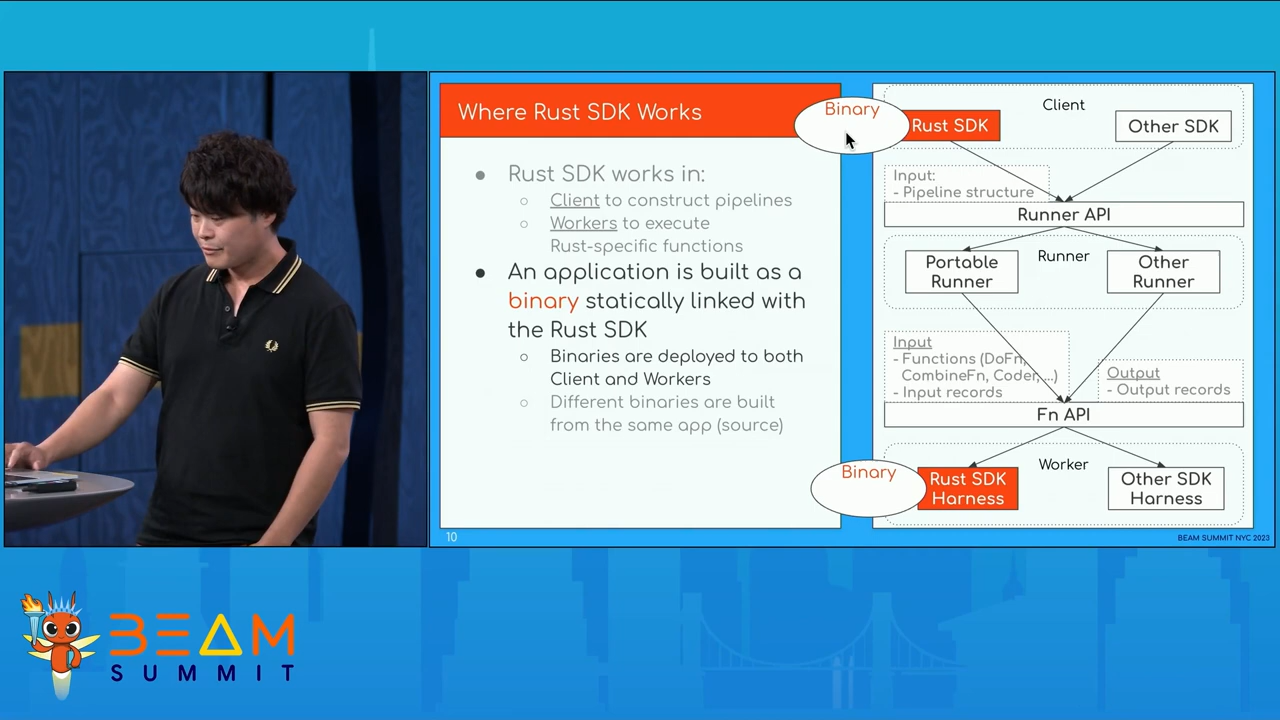 Where Rust SDK Works
● Rust SDK works in:
○ Client to construct pipelines
○ Workers to execute
Rust-specific functions
● An application is built as a
binary statically linked with
the Rust SDK
○ Binaries are deployed to both
Client and Workers
○ Different binaries are built
from the same app (source)
10
Binary
Client
Rust SDK
Other SDK
Input:
- Pipeline structure
Runner API
Runner
Portable
Runner
Other
Runner
Input
- Functions (DoFn,
CombineFn, Coder, ...)
- Input records
Output
- Output records
Fn API
Binary
Worker
Rust SDK
Harness
Other SDK
Harness
BEAM SUMMIT NYC 2023
BEAM
SUMMIT